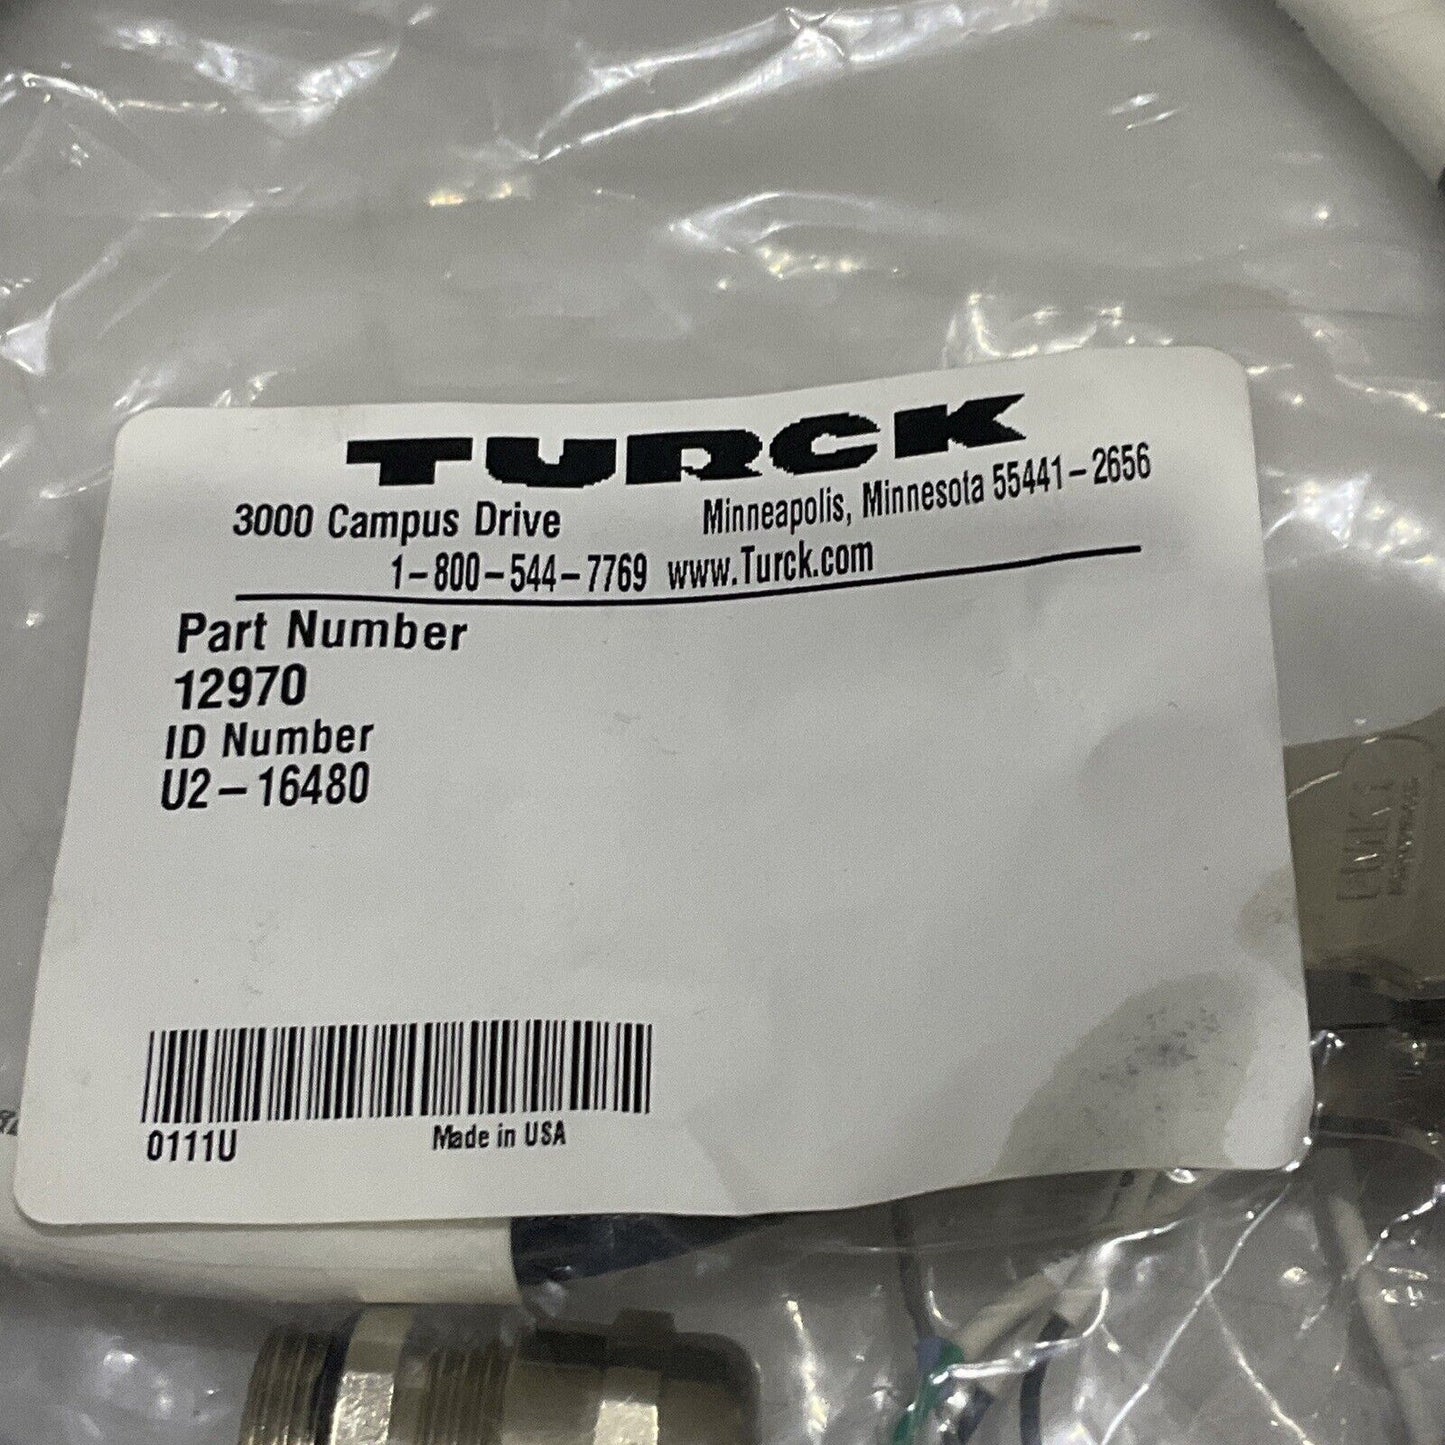 TURCK
3000 Campus Drive Minneapolis, Minnesota 55441-2656
1-800-544-7769 www.Turck.com
Part Number
12970
ID Number
U2-16480
0111U Made in USA